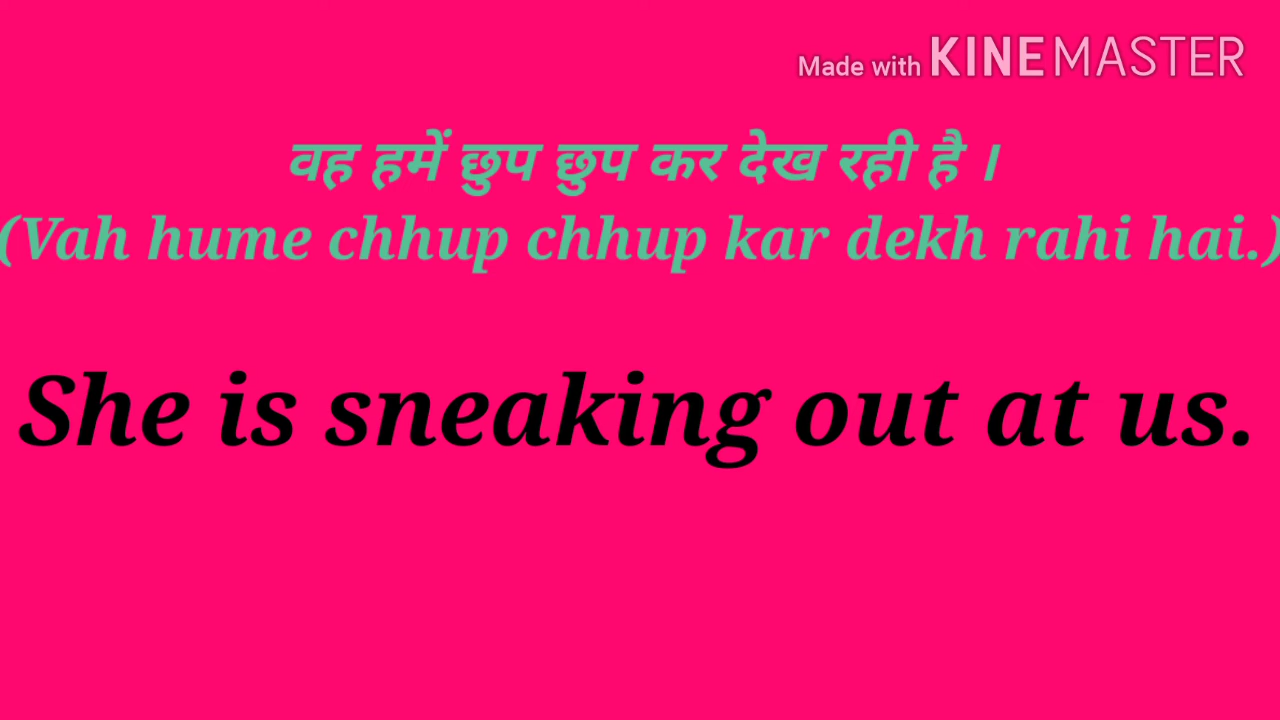 Made with KINEMASTER
वह हमें छुप छुप कर देख रही है ।
(Vah hume chhup chhup kar dekh rahi hai.)
She is sneaking out at us.